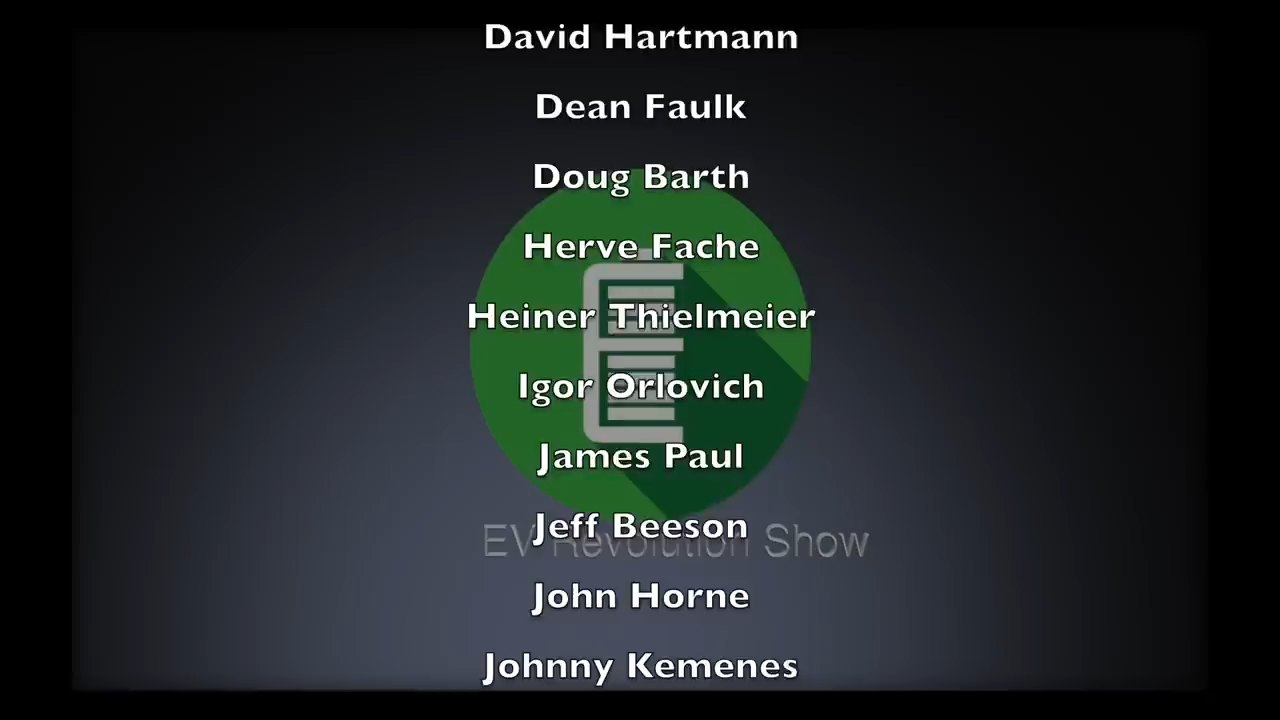 David Hartmann
Dean Faulk
Doug Barth
Herve Fache
Heiner Thielmeier
Igor Orlovich
James Paul
Jeff Beeson
EV Revolution Show
John Horne
Johnny Kemenes